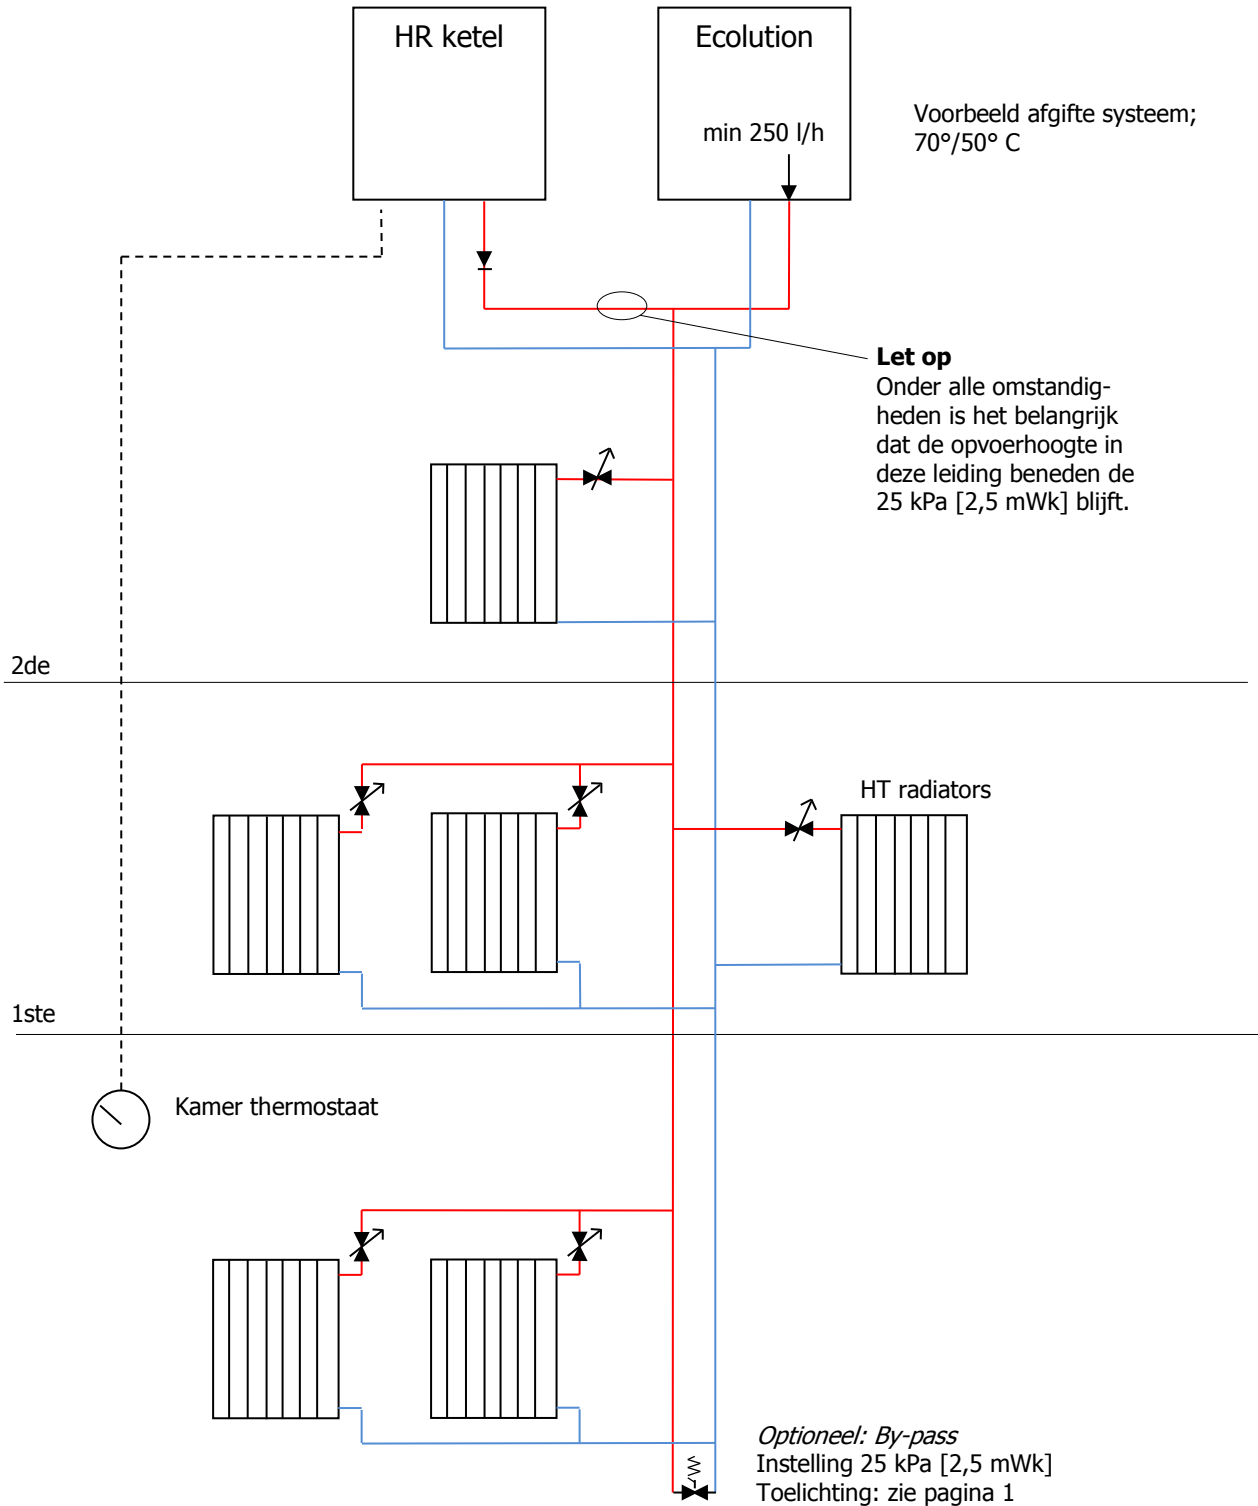 HR ketel
Ecolution
min 250 l/h
Voorbeeld afgifte systeem;
70°/50° C
Let op
Onder alle omstandig-
heden is het belangrijk
dat de opvoerhoogte in
deze leiding beneden de
25 kPa [2,5 mWk] blijft.
2de
HT radiators
1ste
Kamer thermostaat
Optioneel: By-pass
Instelling 25 kPa [2,5 mWk]
Toelichting: zie pagina 1